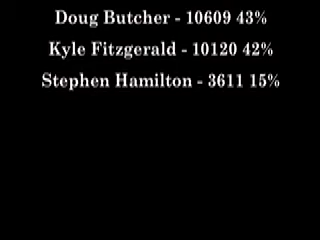 Doug Butcher - 10609 43%
Kyle Fitzgerald - 10120 42%
Stephen Hamilton - 3611 15%